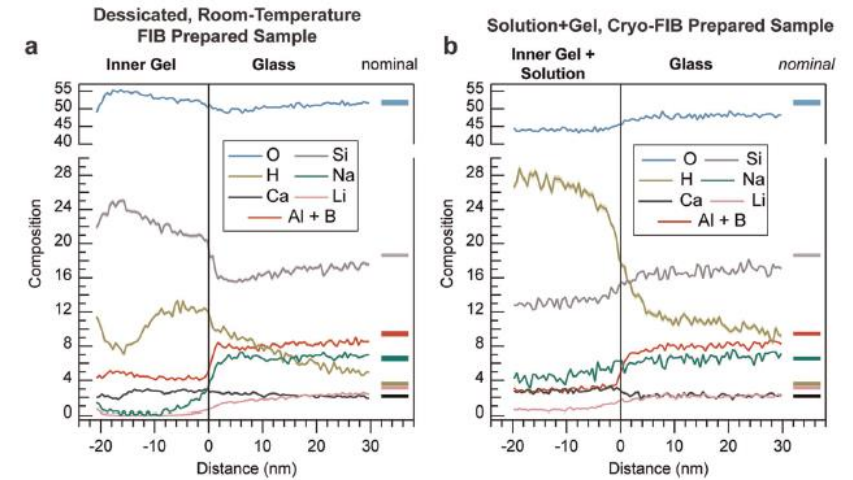 Dessicated, Room-Temperature
FIB Prepared Sample
a
Inner Gel
Glass
nominal
55
50
45
40
28
24
20
16
12
8
4
0
Composition
O
Si
H
Na
Ca
Li
Al + B
-20
-10
0
10
20
30
Distance (nm)
Solution+Gel, Cryo-FIB Prepared Sample
b
Inner Gel +
Solution
Glass
nominal
55
50
45
40
28
24
20
16
12
8
4
0
Composition
O
Si
H
Na
Ca
Li
Al + B
-20
-10
0
10
20
30
Distance (nm)